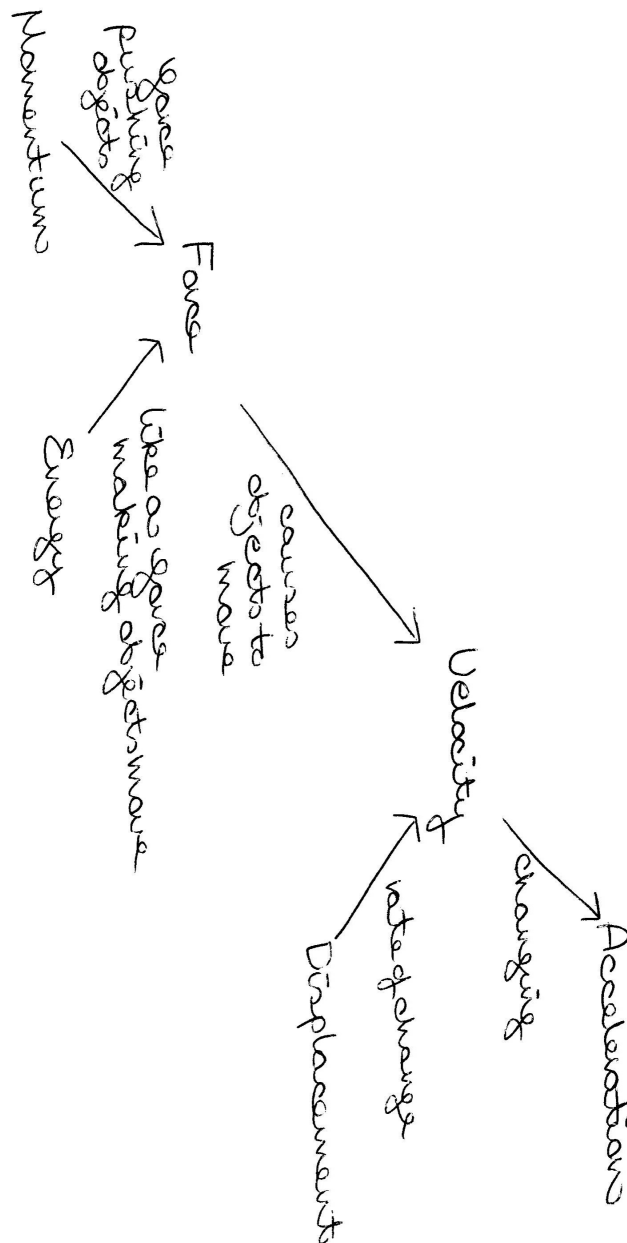 Acceleration
changing
Velocity
rate of change
Displacement
causes
objects to
move
Force
Like a force
making objects move
Energy
force
pushing
objects
Momentum